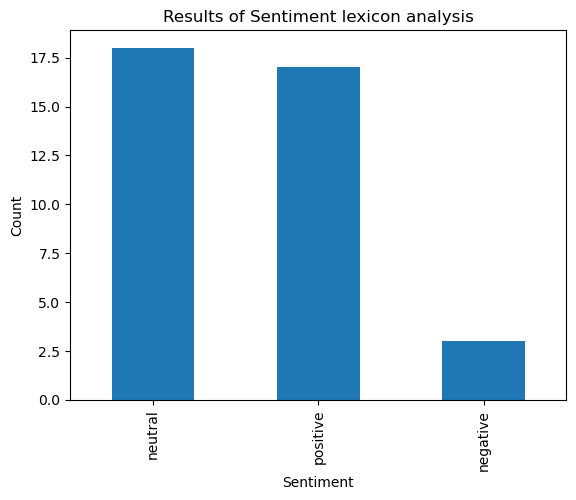 Results of Sentiment lexicon analysis
17.5
15.0
12.5
10.0
7.5
5.0
2.5
0.0
Count
neutral
positive
negative
Sentiment